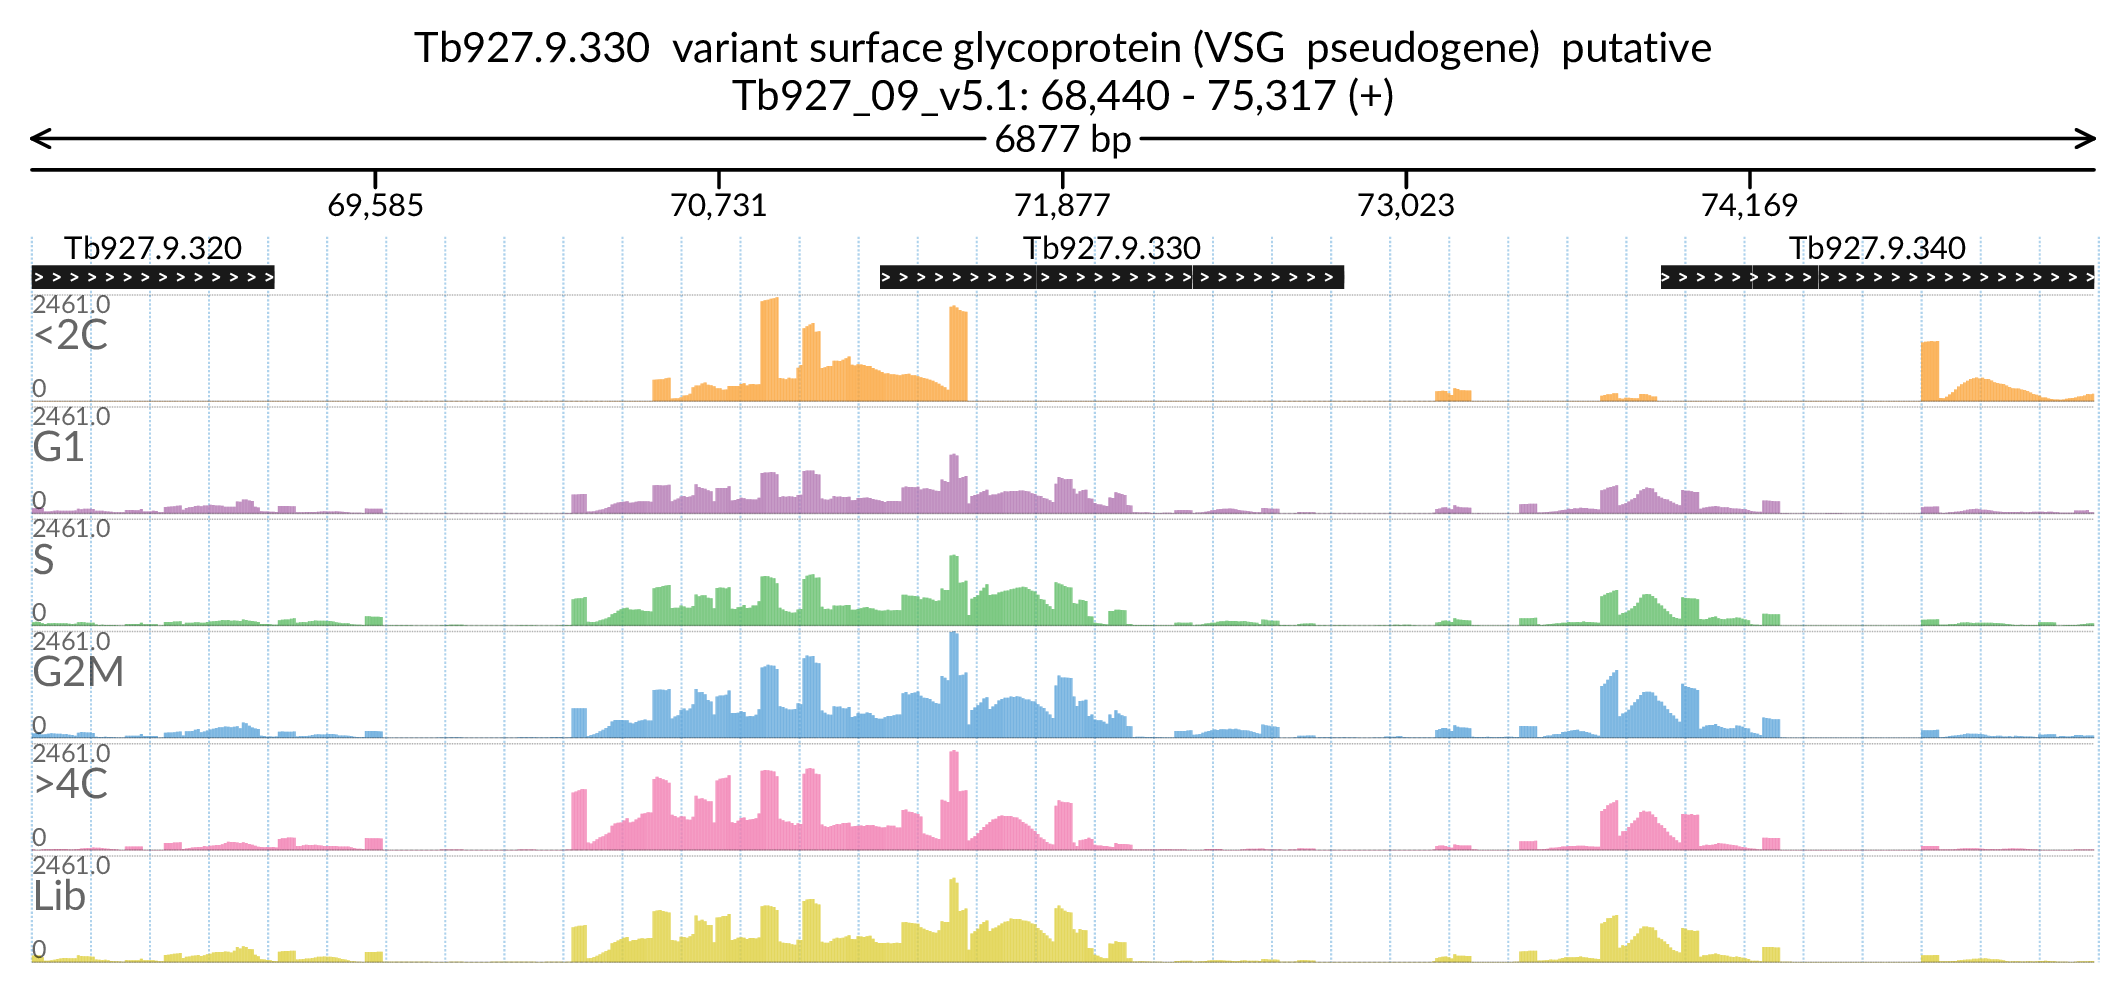 Tb927.9.330 variant surface glycoprotein (VSG pseudogene) putative
Tb927_09_v5.1: 68,440 - 75,317 (+)
6877 bp
69,585 70,731 71,877 73,023 74,169
Tb927.9.320 Tb927.9.330 Tb927.9.340
2461.0
<2C
0
2461.0
G1
0
2461.0
S
0
2461.0
G2M
0
2461.0
>4C
0
2461.0
Lib
0